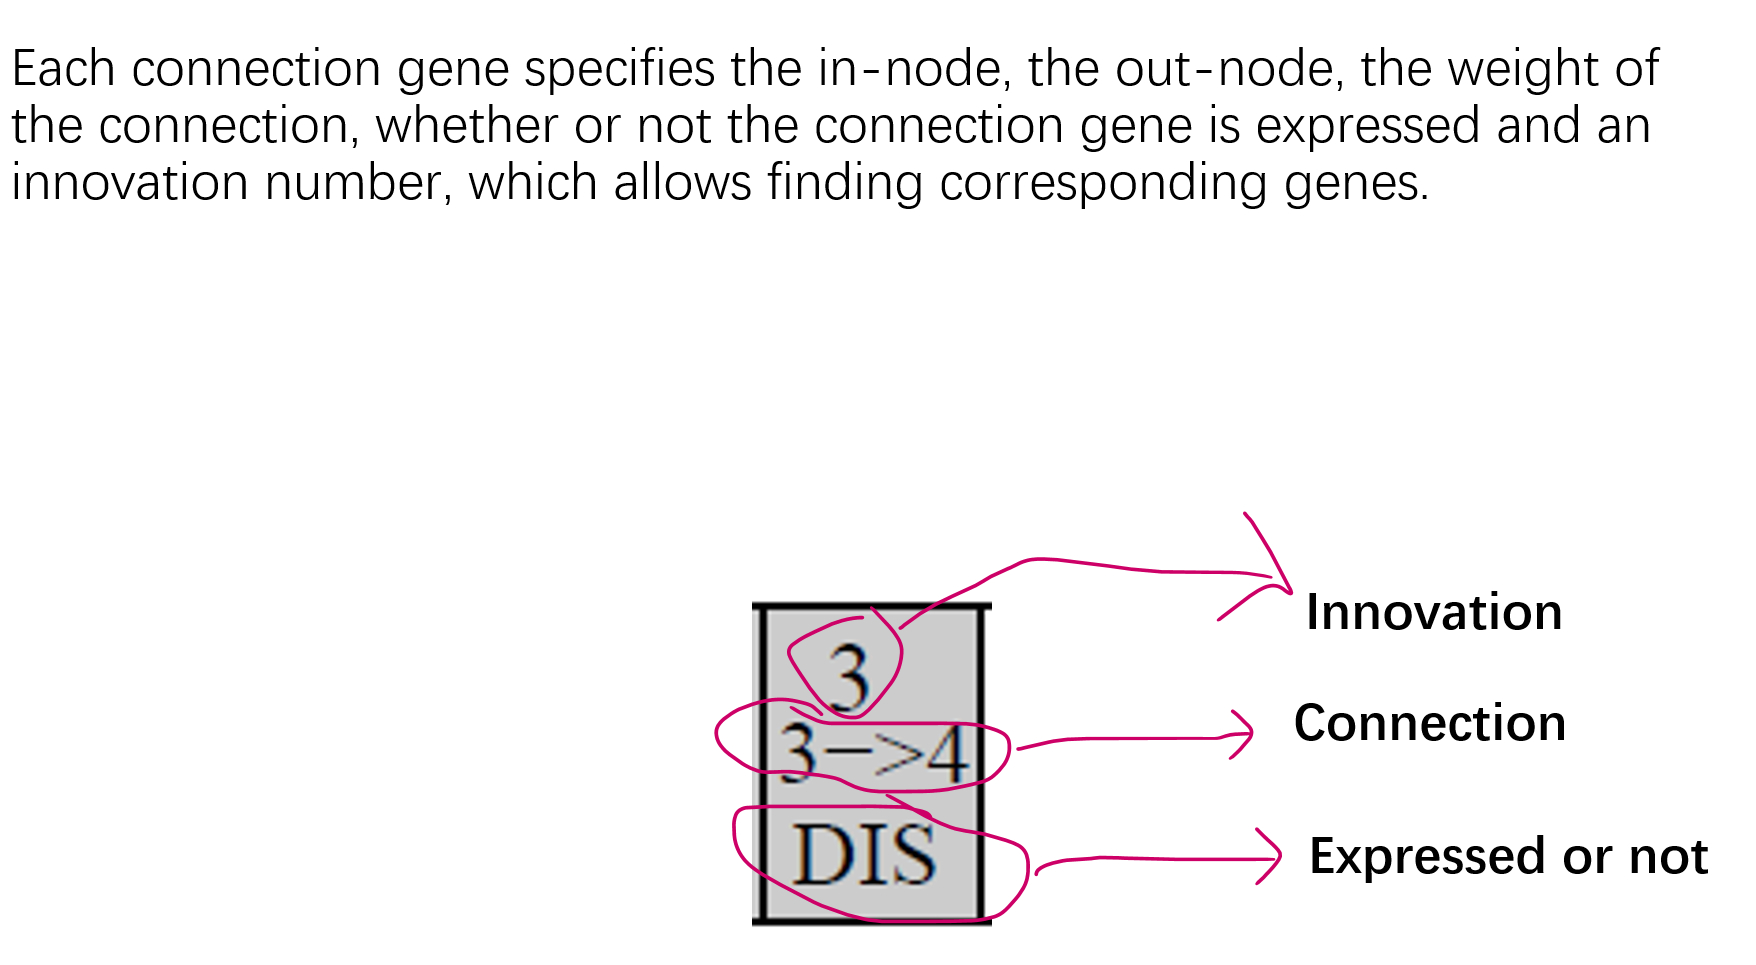 Each connection gene specifies the in-node, the out-node, the weight of
the connection, whether or not the connection gene is expressed and an
innovation number, which allows finding corresponding genes.
3
Innovation
3->4
Connection
DIS
Expressed or not